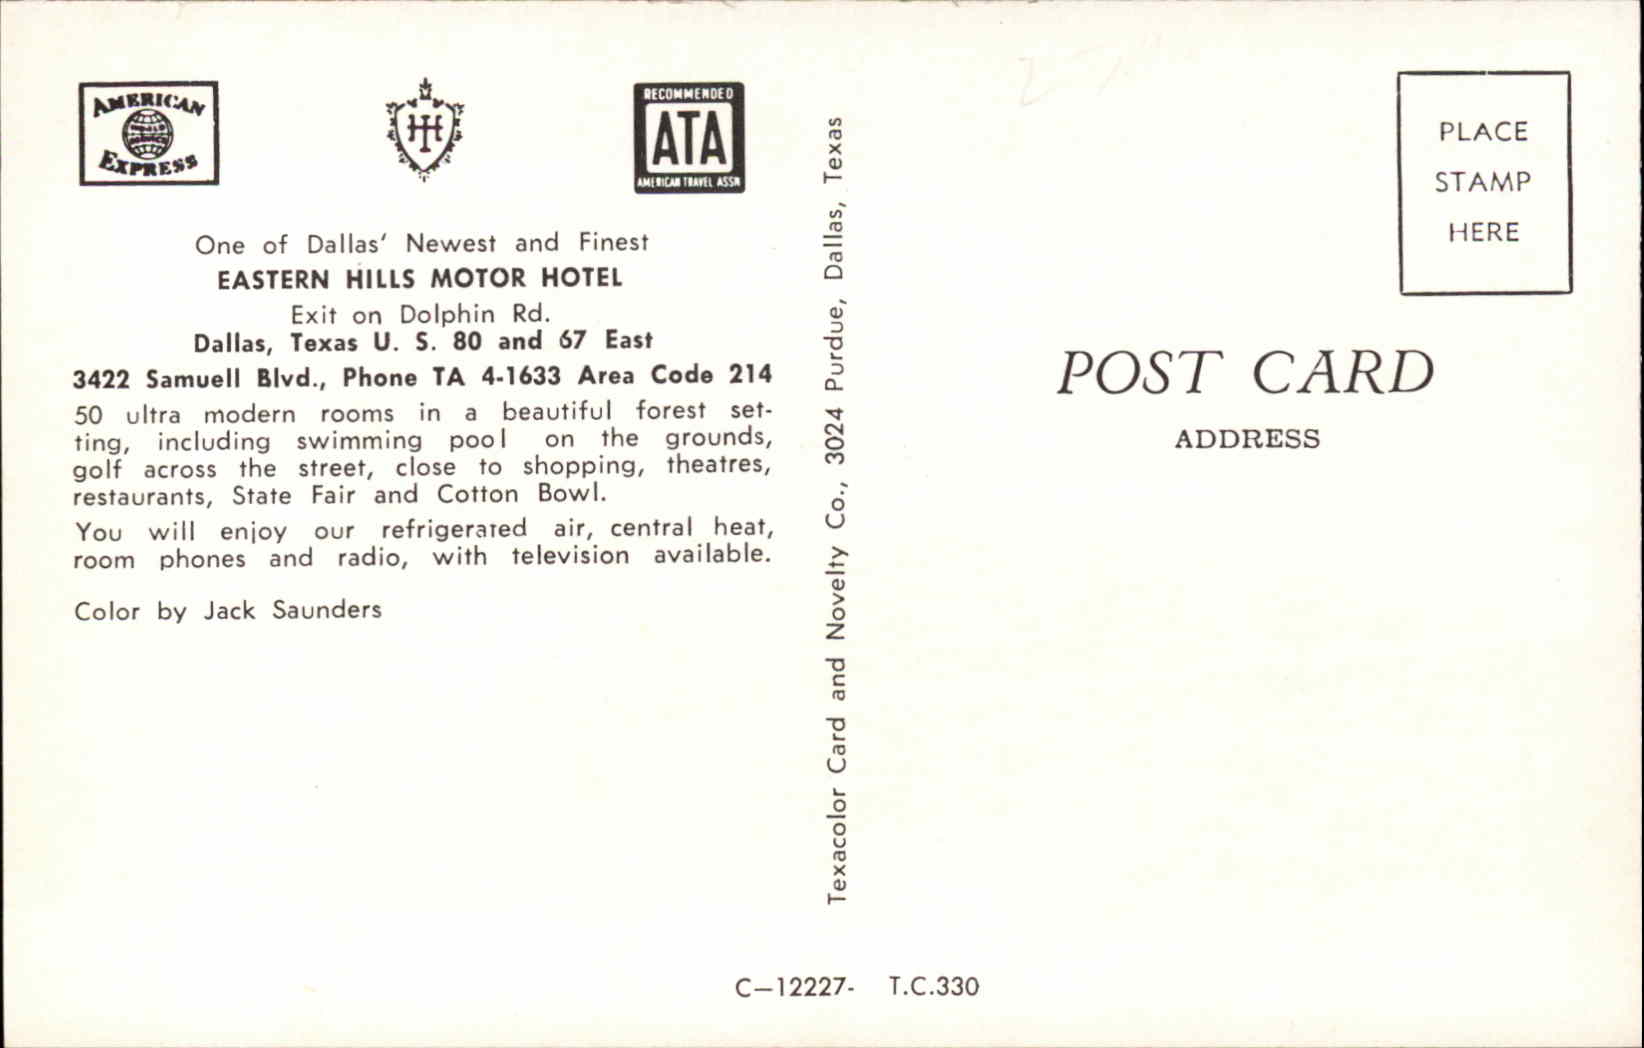 AMERICAN
EXPRESS
RECOMMENDED
ATA
AMERICAN TRAVEL ASSN
One of Dallas' Newest and Finest
EASTERN HILLS MOTOR HOTEL
Exit on Dolphin Rd.
Dallas, Texas U. S. 80 and 67 East
3422 Samuell Blvd., Phone TA 4-1633 Area Code 214
50 ultra modern rooms in a beautiful forest set-
ting, including swimming pool on the grounds,
golf across the street, close to shopping, theatres,
restaurants, State Fair and Cotton Bowl.
You will enjoy our refrigerated air, central heat,
room phones and radio, with television available.
Color by Jack Saunders
Texacolor Card and Novelty Co., 3024 Purdue, Dallas, Texas
PLACE
STAMP
HERE
POST CARD
ADDRESS
C—12227- T.C.330